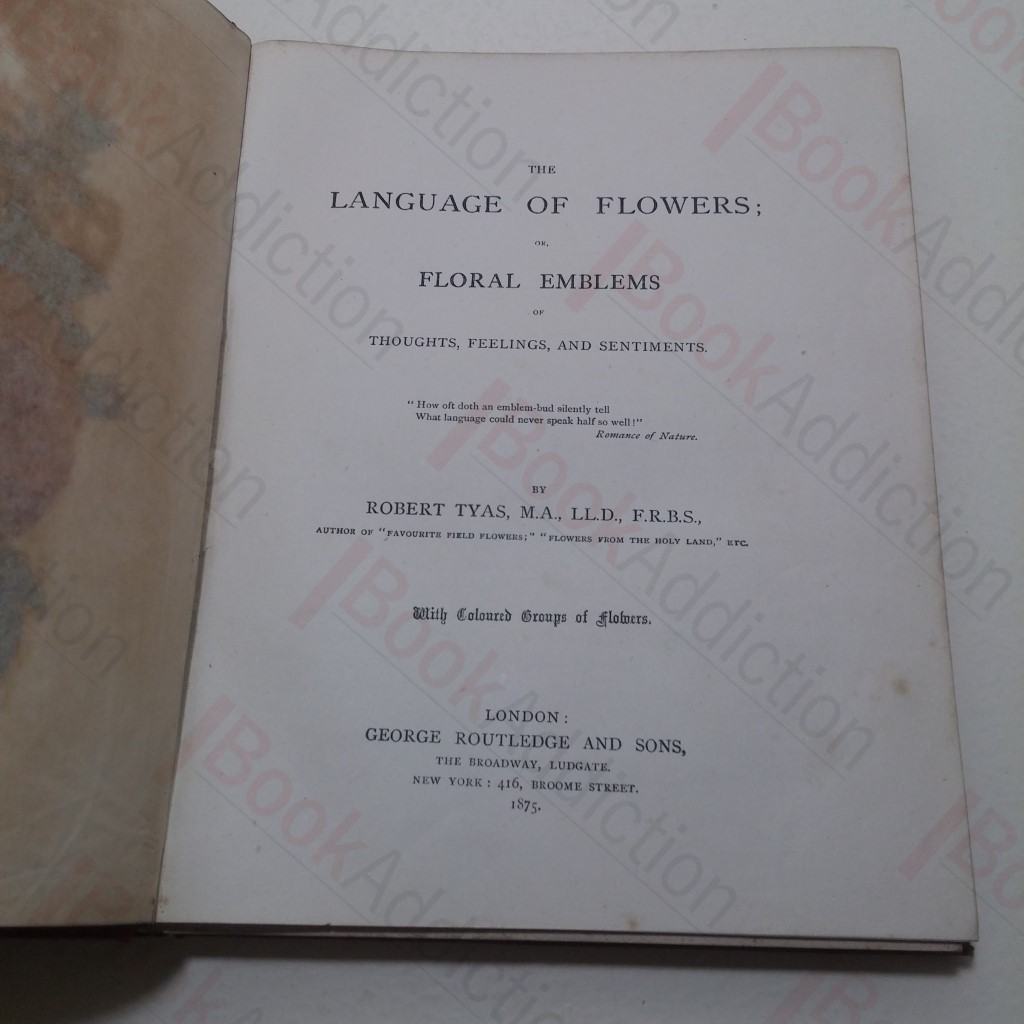 THE
LANGUAGE OF FLOWERS;
OR,
FLORAL EMBLEMS
OF
THOUGHTS, FEELINGS, AND SENTIMENTS.
" How oft doth an emblem-bud silently tell
What language could never speak half so well!"
Romance of Nature.
BY
ROBERT TYAS, M.A., LL.D., F.R.B.S.,
AUTHOR OF "FAVOURITE FIELD FLOWERS;" "FLOWERS FROM THE HOLY LAND," ETC.
With Coloured Groups of Flowers.
LONDON:
GEORGE ROUTLEDGE AND SONS,
THE BROADWAY, LUDGATE.
NEW YORK: 416, BROOME STREET.
1875.
BookAddiction